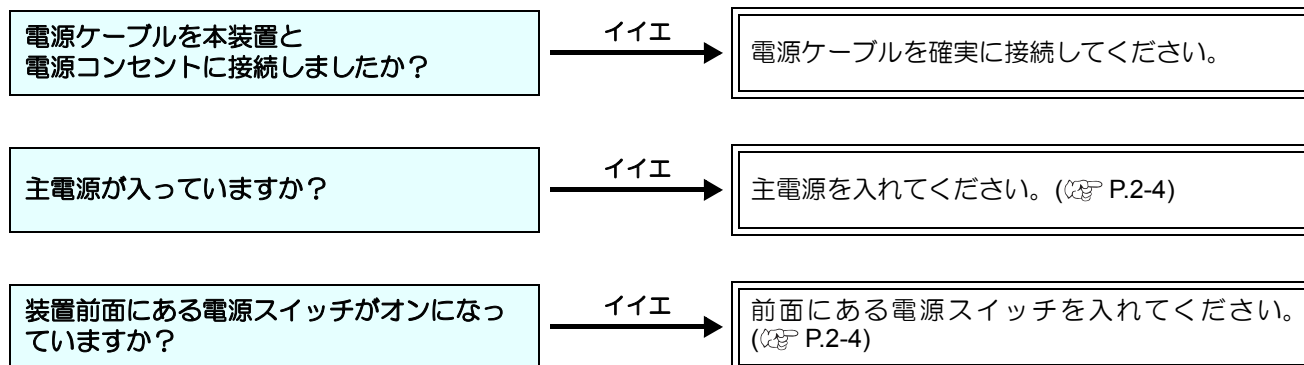 電源ケーブルを本装置と
電源コンセントに接続しましたか？
イイエ
電源ケーブルを確実に接続してください。
主電源が入っていますか？
イイエ
主電源を入れてください。(☞ P.2-4)
装置前面にある電源スイッチがオンになっ
ていますか？
イイエ
前面にある電源スイッチを入れてください。
(☞ P.2-4)